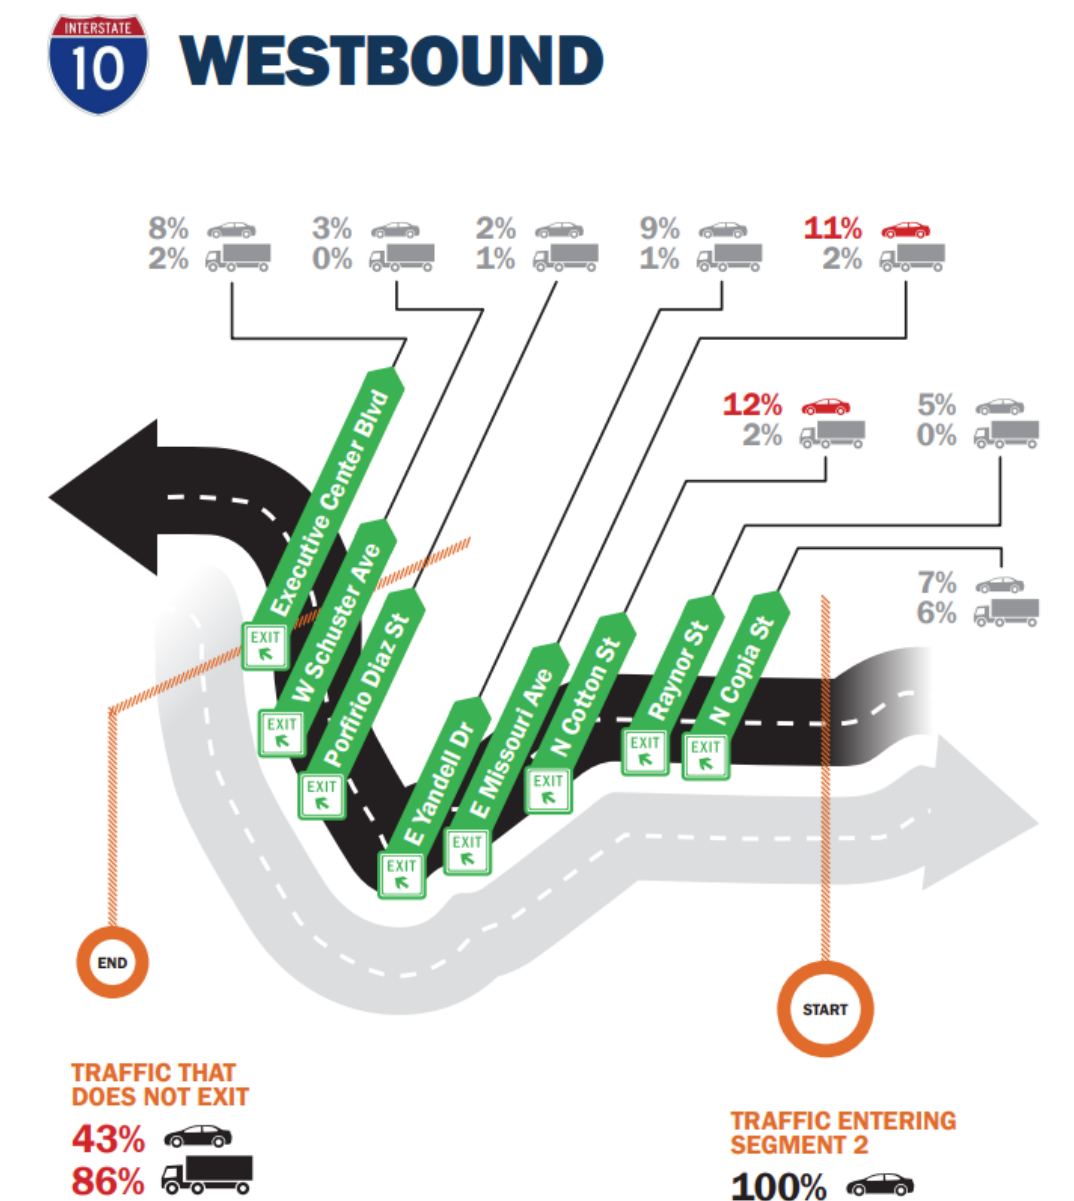 INTERSTATE
10
WESTBOUND
8%
2%
3%
0%
2%
1%
9%
1%
11%
2%
12%
2%
5%
0%
7%
6%
Executive Center Blvd
EXIT
W Schuster Ave
EXIT
Porfirio Diaz St
EXIT
E Yandell Dr
EXIT
E Missouri Ave
EXIT
N Cotton St
EXIT
Raynor St
EXIT
N Copia St
EXIT
END
START
TRAFFIC THAT
DOES NOT EXIT
43%
86%
TRAFFIC ENTERING
SEGMENT 2
100%